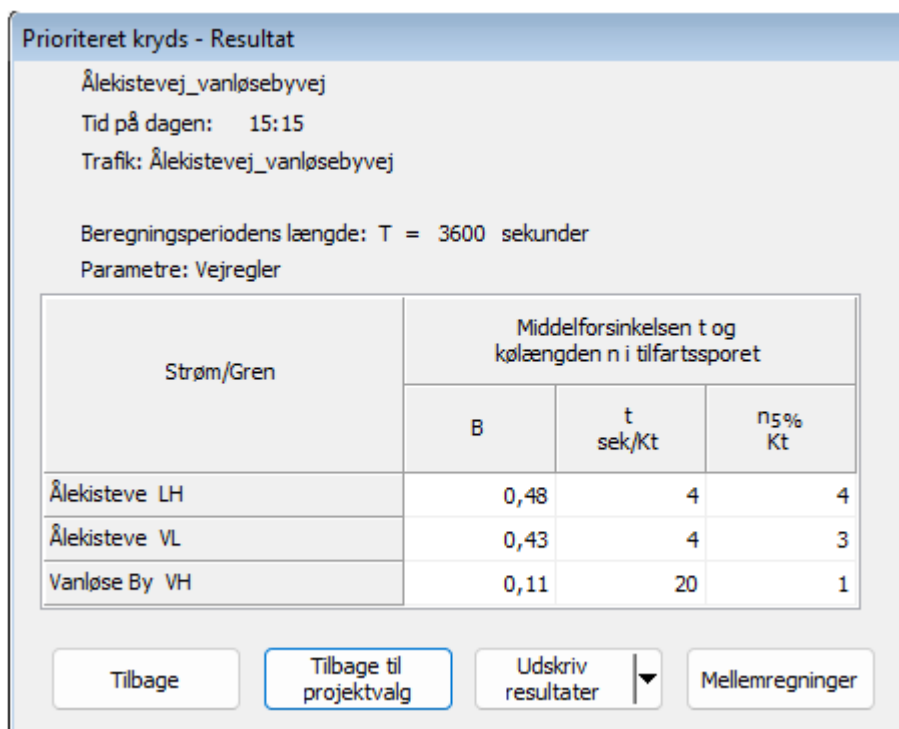 Prioriteret kryds - Resultat
Ålekistevej_vanløsebyvej
Tid på dagen: 15:15
Trafik: Ålekistevej_vanløsebyvej
Beregningsperiodens længde: T = 3600 sekunder
Parametre: Vejregler
Strøm/Gren
Middelforsinkelsen t og
kølængden n i tilfartssporet
B
t
sek/Kt
n5%
Kt
Ålekisteve LH 0,48 4 4
Ålekisteve VL 0,43 4 3
Vanløse By VH 0,11 20 1
Tilbage
Tilbage til
projektvalg
Udskriv
resultater
Mellemregninger